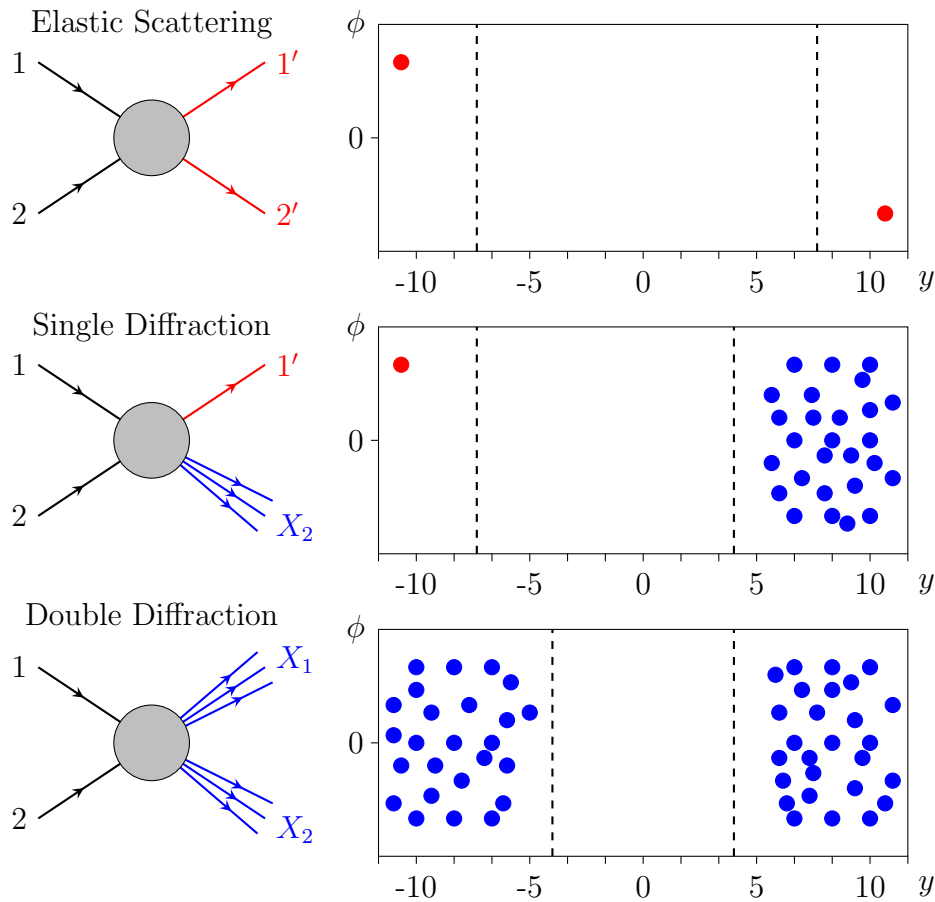 Elastic Scattering
1
2
1′
2′
ϕ
0
-10 -5 0 5 10 y
Single Diffraction
1
2
1′
X₂
ϕ
0
-10 -5 0 5 10 y
Double Diffraction
1
2
X₁
X₂
ϕ
0
-10 -5 0 5 10 y